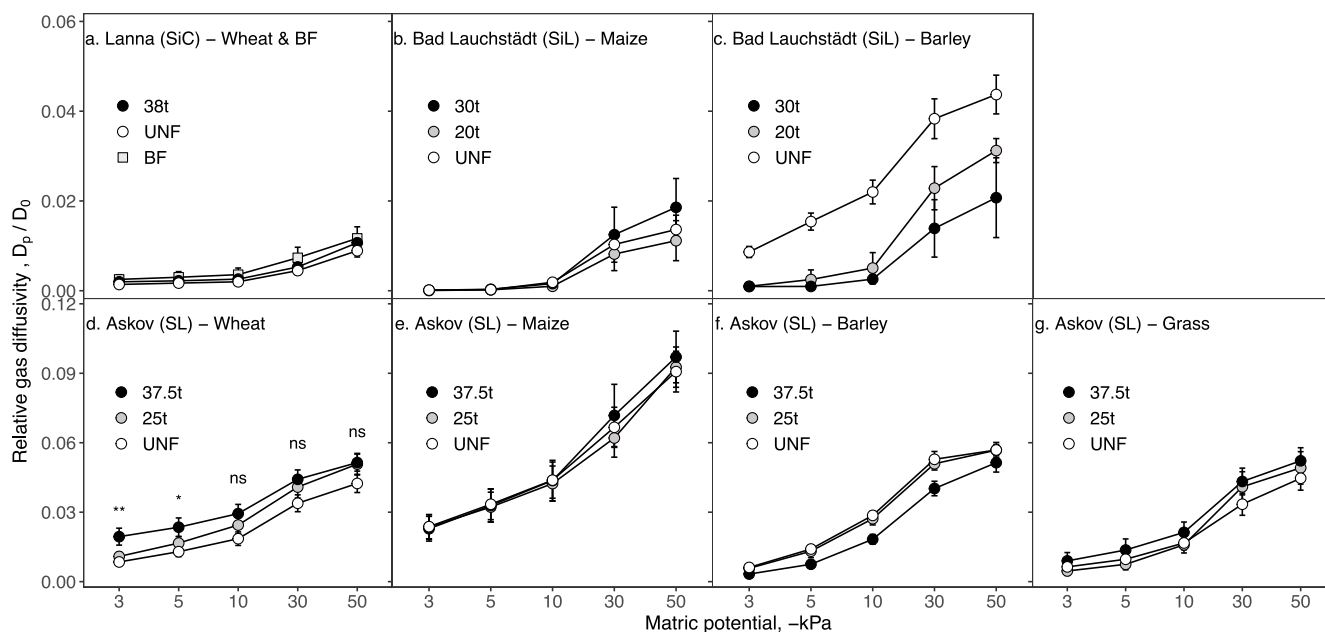 0.06
0.04
0.02
0.00
Relative gas diffusivity , Dp / D0
a. Lanna (SiC) − Wheat & BF
38t
UNF
BF
b. Bad Lauchstädt (SiL) − Maize
30t
20t
UNF
c. Bad Lauchstädt (SiL) − Barley
30t
20t
UNF
0.12
0.09
0.06
0.03
0.00
d. Askov (SL) − Wheat
37.5t
25t
UNF
** * ns ns ns
3 5 10 30 50
e. Askov (SL) − Maize
37.5t
25t
UNF
3 5 10 30 50
f. Askov (SL) − Barley
37.5t
25t
UNF
3 5 10 30 50
g. Askov (SL) − Grass
37.5t
25t
UNF
3 5 10 30 50
Matric potential, −kPa